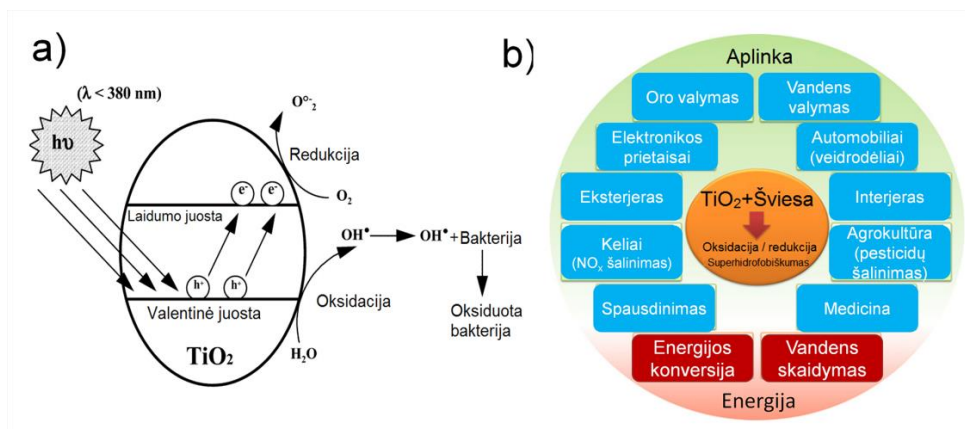 a)
(λ < 380 nm)
hυ
O°⁻₂
Redukcija
O₂
e⁻ e⁻
Laidumo juosta
OH• → OH• + Bakterija
h⁺ h⁺
Oksidacija
Valentinė juosta
Oksiduota
bakterija
TiO₂
H₂O
b)
Aplinka
Oro valymas
Vandens
valymas
Elektronikos
prietaisai
Automobiliai
(veidrodėliai)
Eksterjeras
TiO₂+Šviesa
Oksidacija / redukcija
Superhidrofobiškumas
Interjeras
Keliai
(NOₓ šalinimas)
Agrokultūra
(pesticidų
šalinimas)
Spausdinimas
Medicina
Energijos
konversija
Vandens
skaidymas
Energija